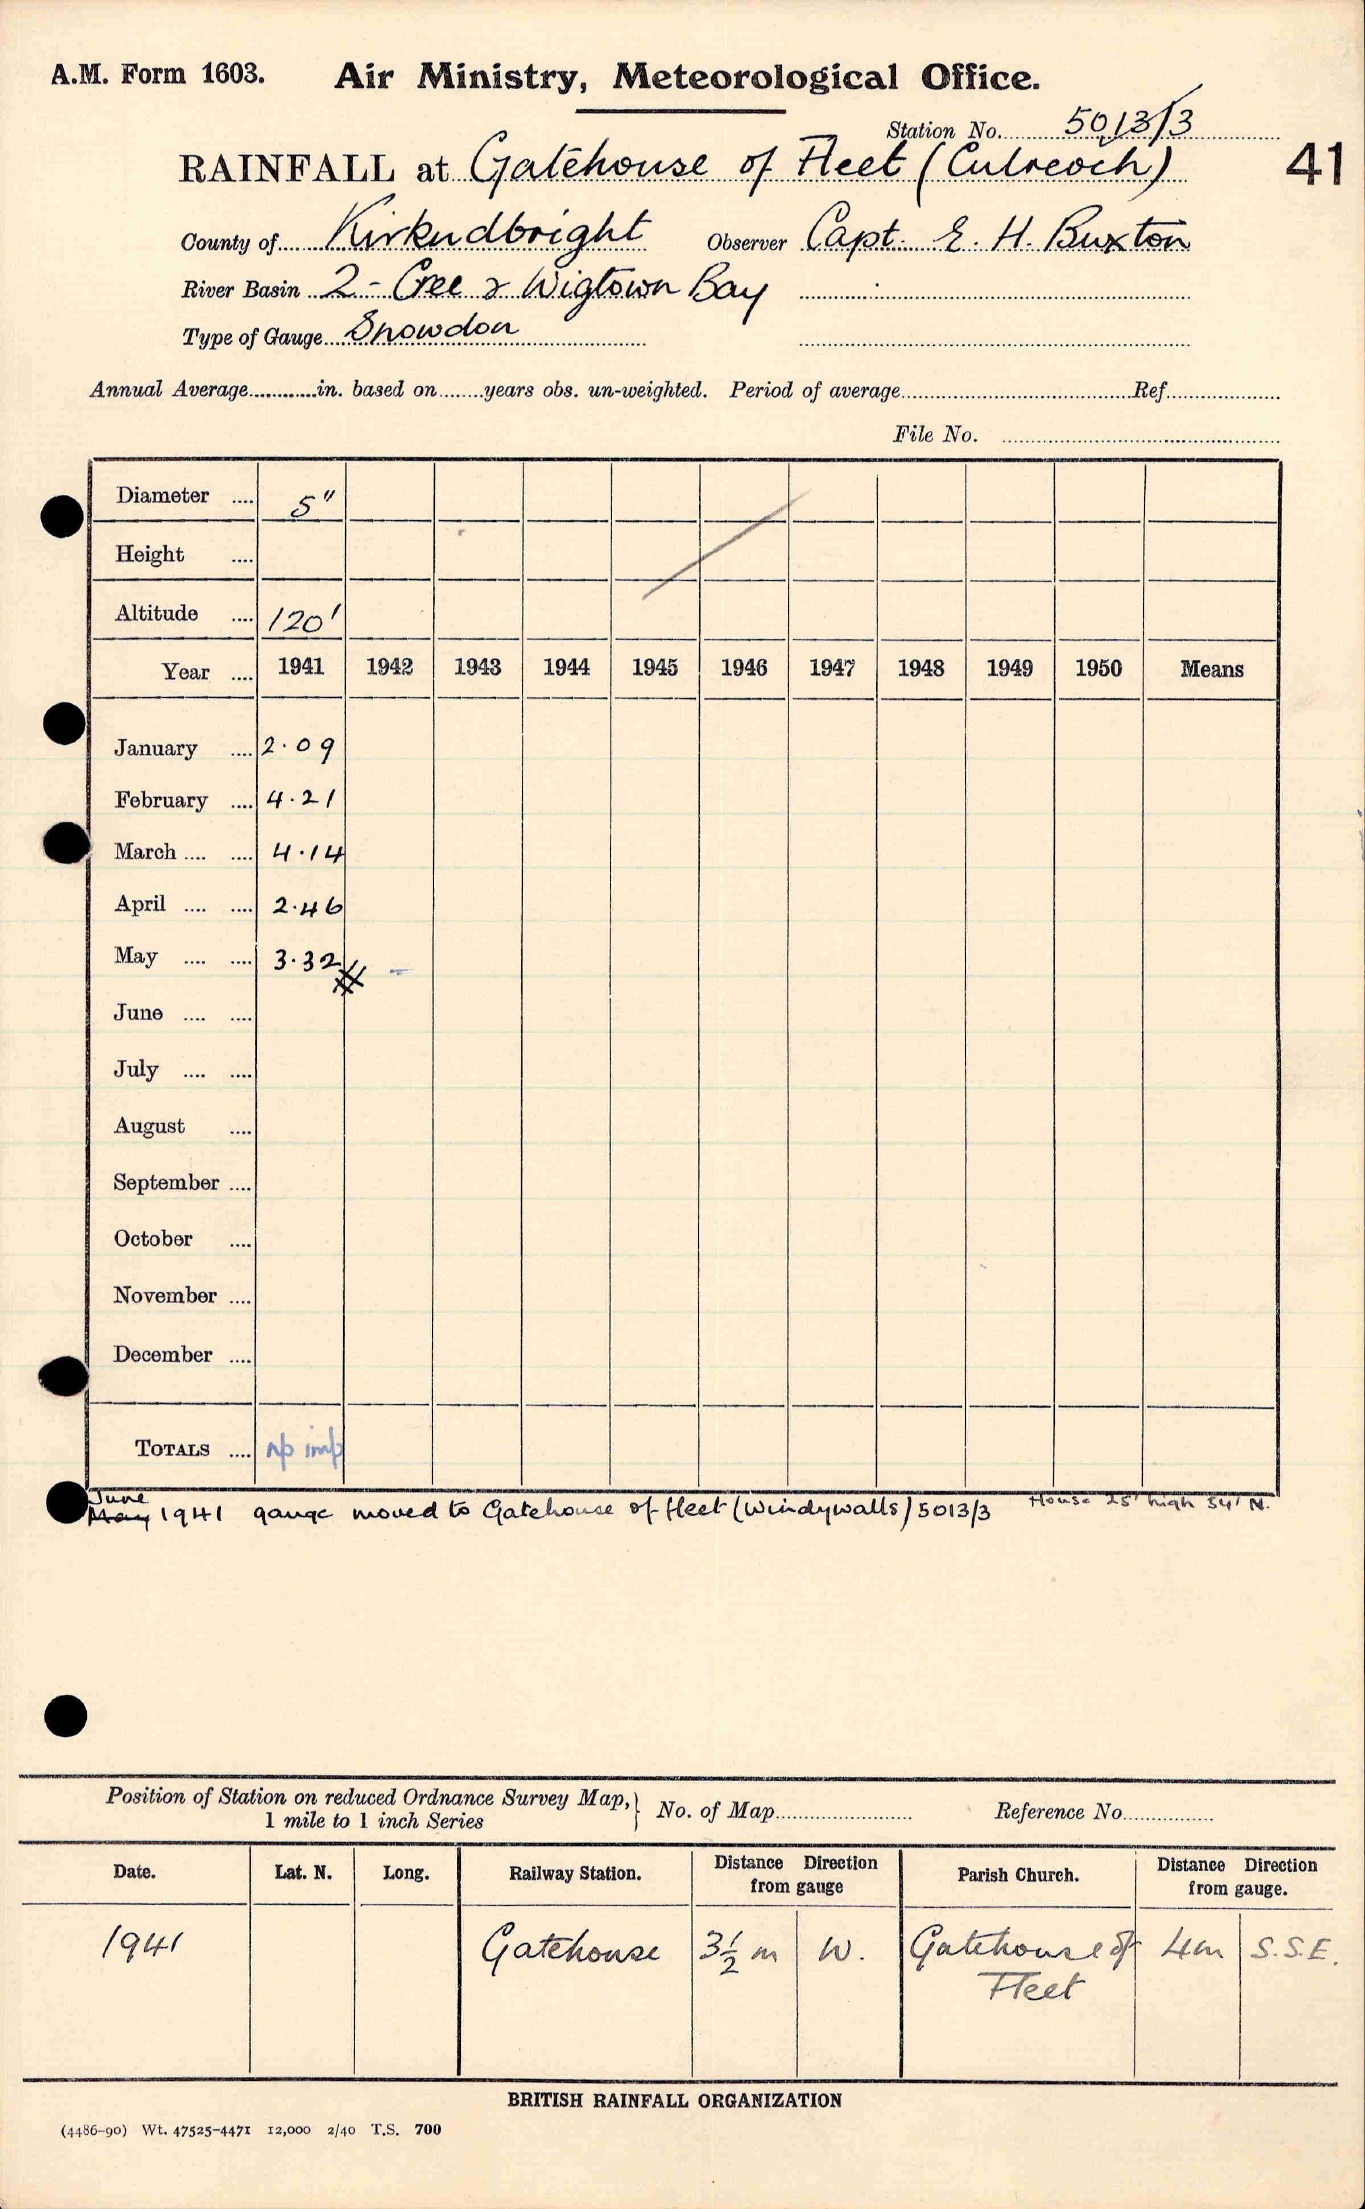 A.M. Form 1603. Air Ministry, Meteorological Office.
Station No. 5013/3
41
RAINFALL at Gatehouse of Fleet (Culreoch)
County of Kirkcudbright Observer Capt. E. H. Buxton
River Basin 2 - Cree & Wigtown Bay
Type of Gauge Snowdon
Annual Average in. based on years obs. un-weighted. Period of average Ref.
File No.
Diameter 5"
Height
Altitude 120'
Year 1941 1942 1943 1944 1945 1946 1947 1948 1949 1950 Means
January 2.09
February 4.21
March 4.14
April 2.46
May 3.32
June
July
August
September
October
November
December
TOTALS np imp
June
May 1941 gauge moved to Gatehouse of Fleet (Windywalls) 5013/3 House 25' high 54' N.
Position of Station on reduced Ordnance Survey Map, No. of Map Reference No.
1 mile to 1 inch Series
Date. Lat. N. Long. Railway Station. Distance Direction from gauge Parish Church. Distance Direction from gauge.
1941 Gatehouse 3½ m W. Gatehouse of 4m S.S.E.
Fleet
BRITISH RAINFALL ORGANIZATION
(4486-90) Wt. 47525-4471 12,000 2/40 T.S. 700